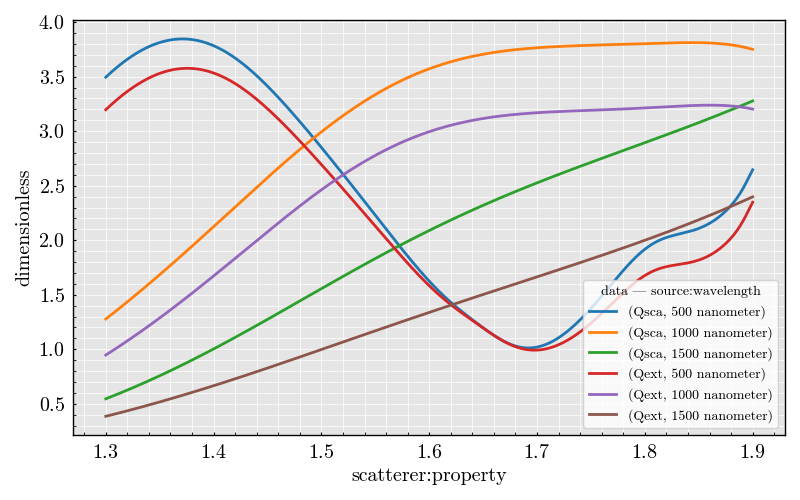 4.0
3.5
3.0
2.5
2.0
1.5
1.0
0.5
dimensionless
1.3 1.4 1.5 1.6 1.7 1.8 1.9
scatterer:property
data — source:wavelength
(Qsca, 500 nanometer)
(Qsca, 1000 nanometer)
(Qsca, 1500 nanometer)
(Qext, 500 nanometer)
(Qext, 1000 nanometer)
(Qext, 1500 nanometer)